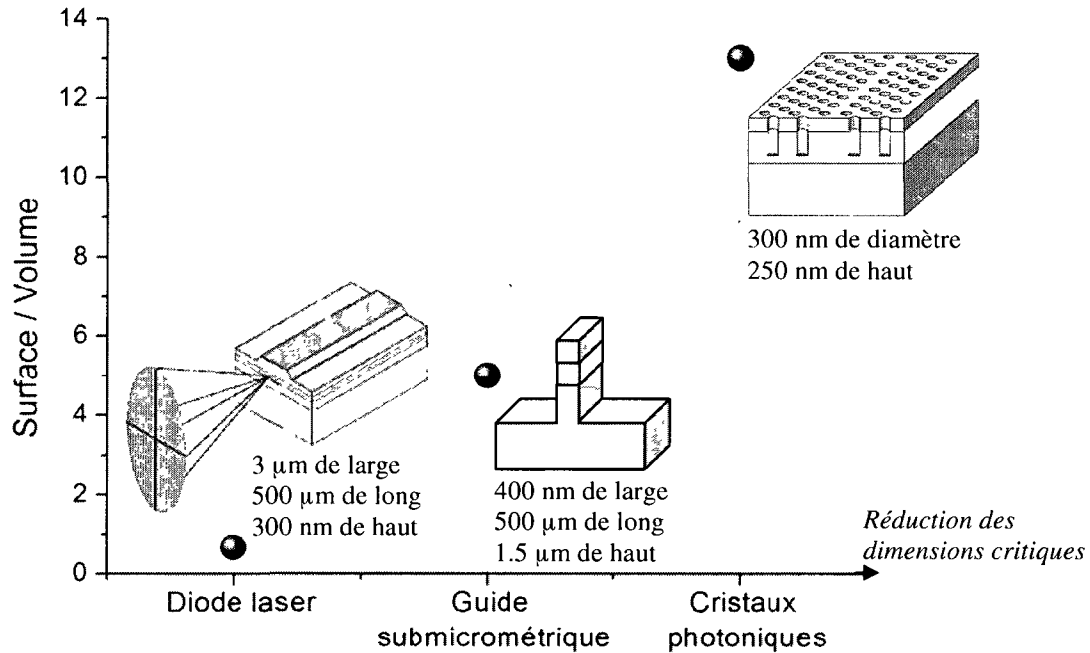 14
12
10
8
6
4
2
0
Surface / Volume
300 nm de diamètre
250 nm de haut
3 µm de large
500 µm de long
300 nm de haut
400 nm de large
500 µm de long
1.5 µm de haut
Réduction des
dimensions critiques
Diode laser
Guide
submicrométrique
Cristaux
photoniques